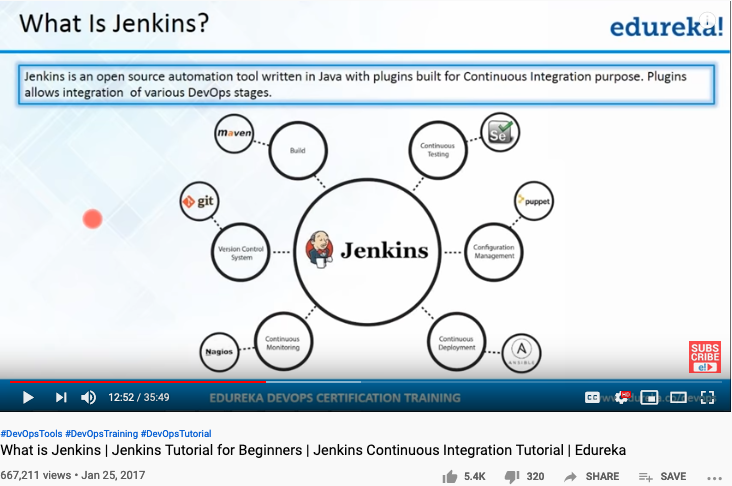 What Is Jenkins?
edureka!
Jenkins is an open source automation tool written in Java with plugins built for Continuous Integration purpose. Plugins
allows integration of various DevOps stages.
maven
Build
Continuous
Testing
Se
git
puppet
Version Control
System
Jenkins
Configuration
Management
Nagios
Continuous
Monitoring
Continuous
Deployment
A
ANSIBLE
SUBS
CRIBE
e!
12:52 / 35:49
EDUREKA DEVOPS CERTIFICATION TRAINING
CC
HD
#DevOpsTools #DevOpsTraining #DevOpsTutorial
What is Jenkins | Jenkins Tutorial for Beginners | Jenkins Continuous Integration Tutorial | Edureka
667,211 views • Jan 25, 2017
5.4K
320
SHARE
SAVE